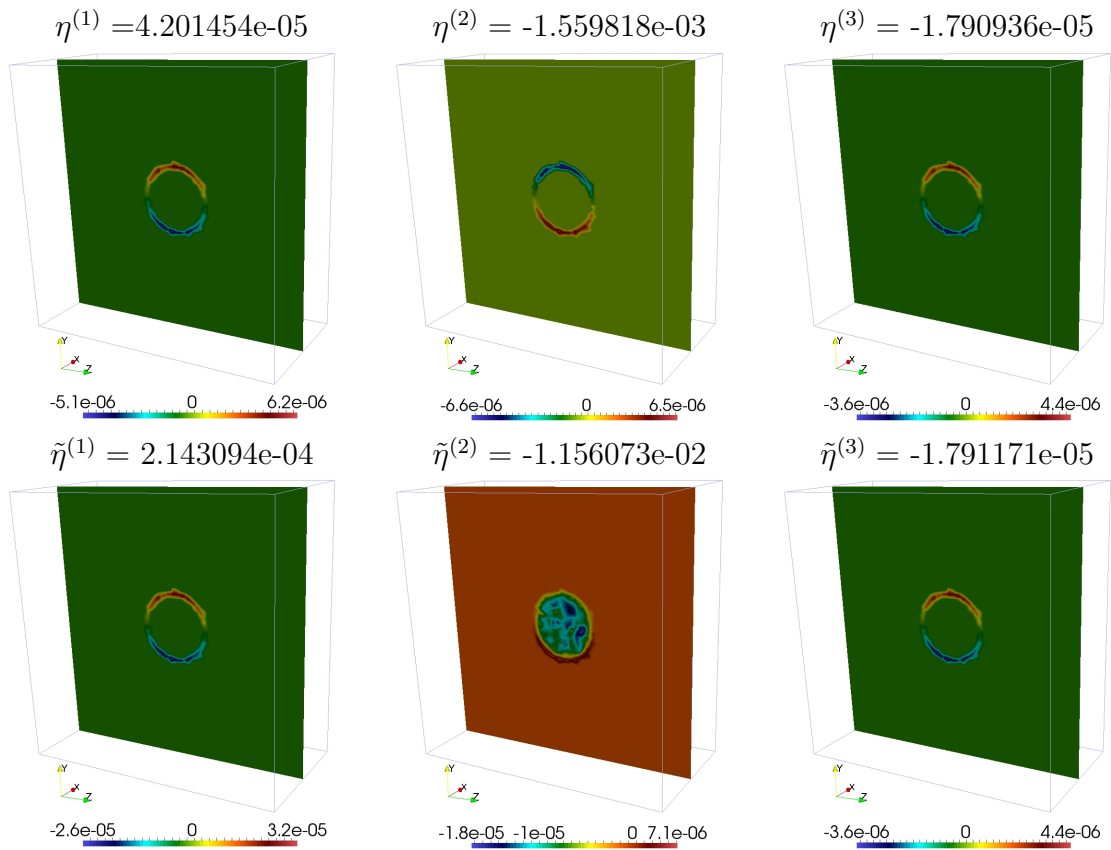 η^(1) =4.201454e-05
η^(2) = -1.559818e-03
η^(3) = -1.790936e-05
Y
X
Z
Y
X
Z
Y
X
Z
-5.1e-06 0 6.2e-06
-6.6e-06 0 6.5e-06
-3.6e-06 0 4.4e-06
η̃^(1) = 2.143094e-04
η̃^(2) = -1.156073e-02
η̃^(3) = -1.791171e-05
Y
X
Z
Y
X
Z
Y
X
Z
-2.6e-05 0 3.2e-05
-1.8e-05 -1e-05 0 7.1e-06
-3.6e-06 0 4.4e-06